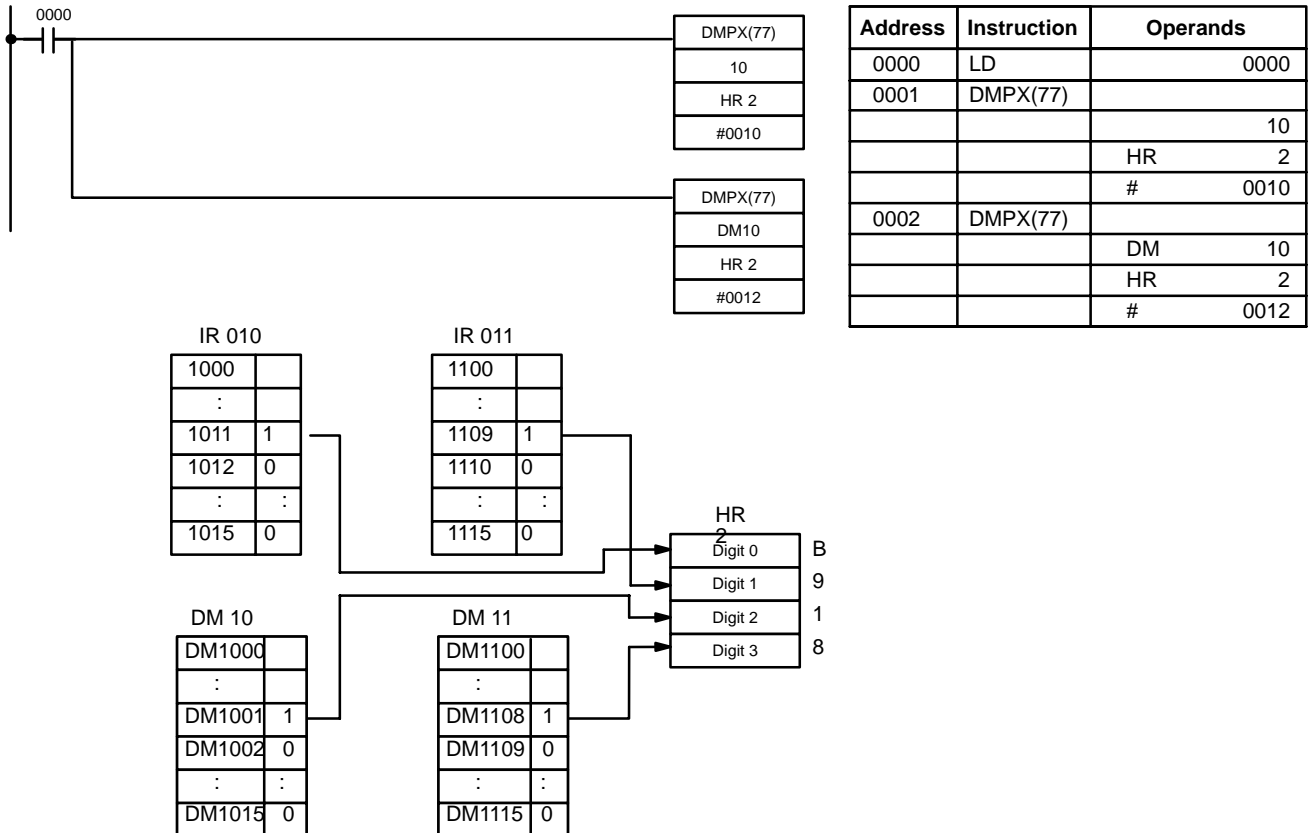 0000
DMPX(77)
10
HR 2
#0010
DMPX(77)
DM10
HR 2
#0012
Address Instruction Operands
0000 LD 0000
0001 DMPX(77)
10
HR 2
# 0010
0002 DMPX(77)
DM 10
HR 2
# 0012
IR 010
1000
:
1011 1
1012 0
: :
1015 0
IR 011
1100
:
1109 1
1110 0
: :
1115 0
HR
2
Digit 0 B
Digit 1 9
Digit 2 1
Digit 3 8
DM 10
DM1000
:
DM1001 1
DM1002 0
: :
DM1015 0
DM 11
DM1100
:
DM1108 1
DM1109 0
: :
DM1115 0